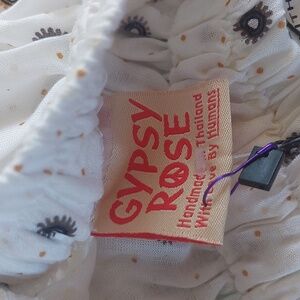 GYPSY
ROSE
Handmade in Thailand
With Love By Humans